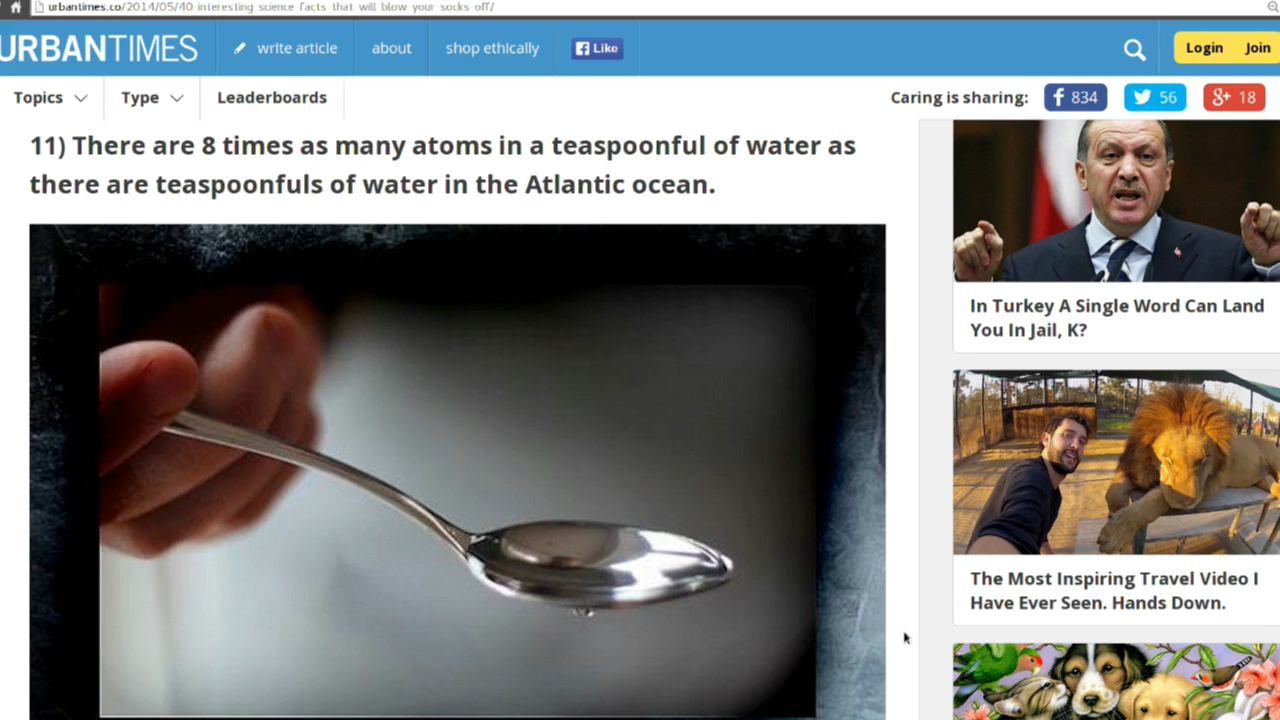 urbantimes.co/2014/05/40-interesting-science-facts-that-will-blow-your-socks-off/
URBANTIMES
write article
about
shop ethically
Like
Login
Join
Topics
Type
Leaderboards
Caring is sharing:
834
56
18
11) There are 8 times as many atoms in a teaspoonful of water as
there are teaspoonfuls of water in the Atlantic ocean.
In Turkey A Single Word Can Land
You In Jail, K?
The Most Inspiring Travel Video I
Have Ever Seen. Hands Down.